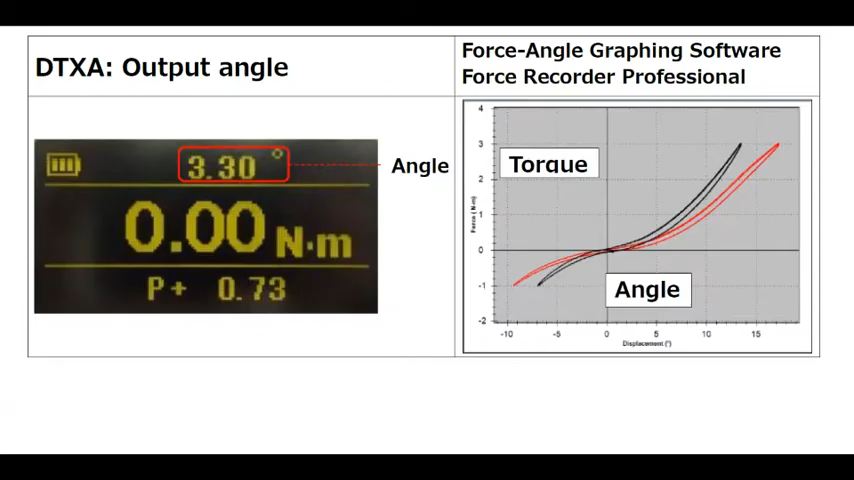 DTXA: Output angle
Force-Angle Graphing Software
Force Recorder Professional
3.30 °
Angle
0.00 N·m
P+ 0.73
4
3
2
1
0
-1
-2
Force ( N·m)
Torque
Angle
-10 -5 0 5 10 15
Displacement (°)